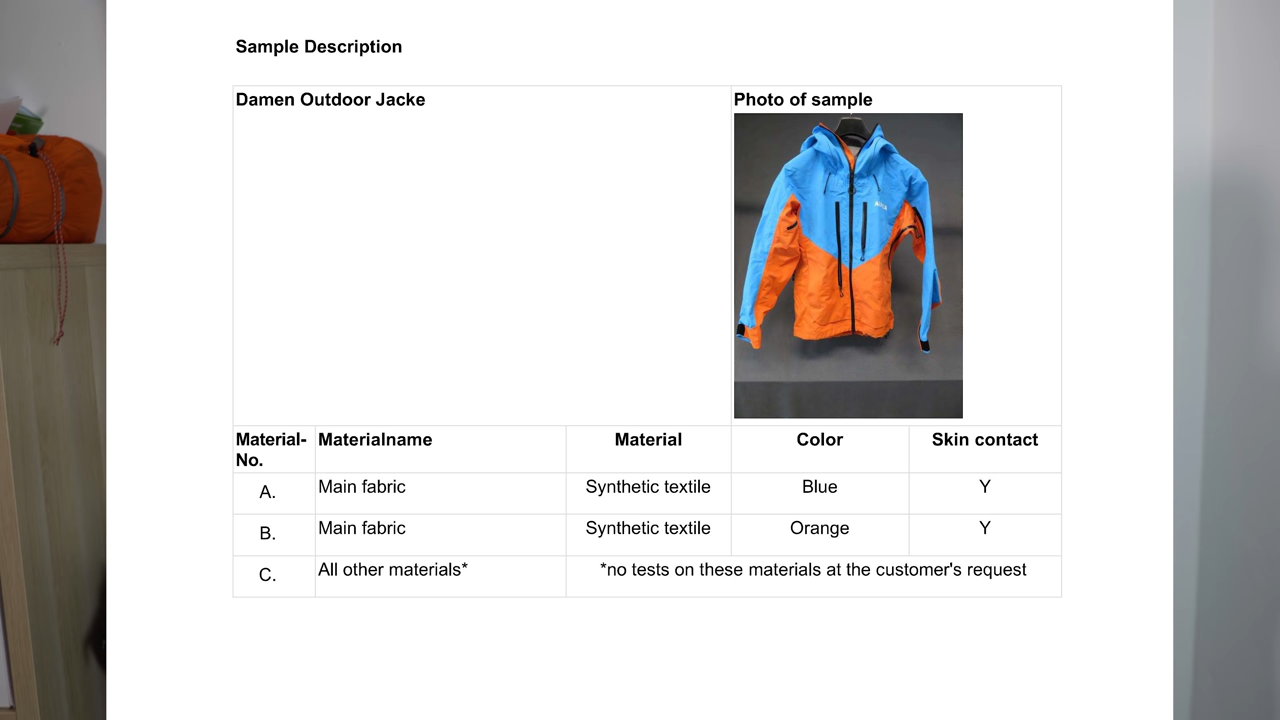 Sample Description
Damen Outdoor Jacke
Photo of sample
Material-No.
Materialname
Material
Color
Skin contact
A.
Main fabric
Synthetic textile
Blue
Y
B.
Main fabric
Synthetic textile
Orange
Y
C.
All other materials*
*no tests on these materials at the customer's request